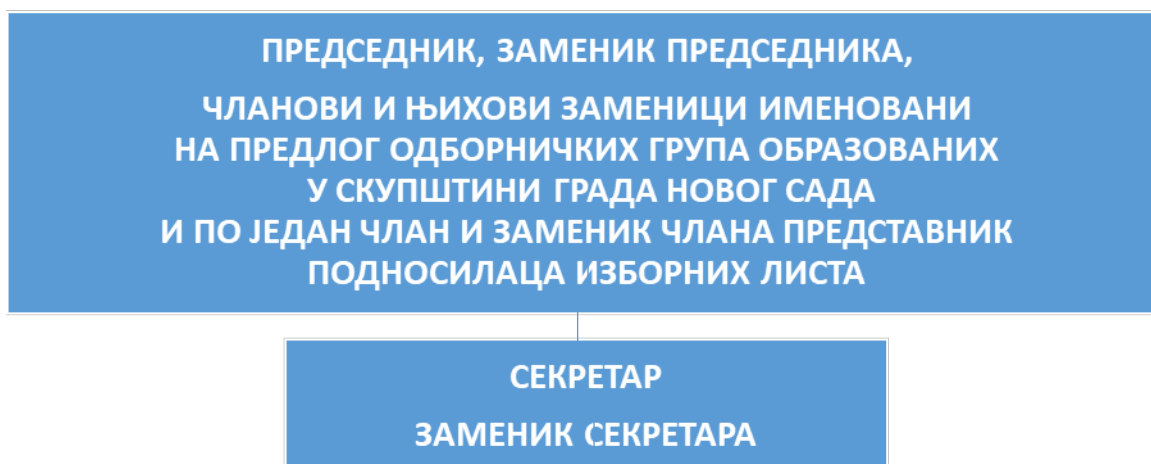 ПРЕДСЕДНИК, ЗАМЕНИК ПРЕДСЕДНИКА,
ЧЛАНОВИ И ЊИХОВИ ЗАМЕНИЦИ ИМЕНОВАНИ
НА ПРЕДЛОГ ОДБОРНИЧКИХ ГРУПА ОБРАЗОВАНИХ
У СКУПШТИНИ ГРАДА НОВОГ САДА
И ПО ЈЕДАН ЧЛАН И ЗАМЕНИК ЧЛАНА ПРЕДСТАВНИК
ПОДНОСИЛАЦА ИЗБОРНИХ ЛИСТА
СЕКРЕТАР
ЗАМЕНИК СЕКРЕТАРА